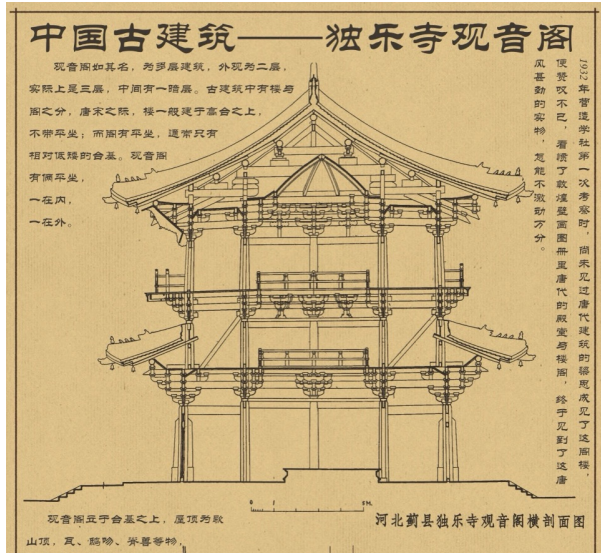 中国古建筑——独乐寺观音阁
观音阁如其名，为多层建筑，外观为二层，
实际上是三层，中间有一暗层。古建筑中有楼与
阁之分，唐宋之际，楼一般建于高台之上，
不带平坐；而阁有平坐，通常只有
相对低矮的台基。观音阁
有俩平坐，
一在内，
一在外。
1932年营造学社第一次考察时，尚未见过唐代建筑的梁思成见了这阁楼，
便赞叹不已，看惯了敦煌壁画图册里唐代的殿堂与楼阁，终于见到了这唐
风甚劲的实物，怎能不激动万分。
0 1 5M.
河北蓟县独乐寺观音阁横剖面图
观音阁立于台基之上，屋顶为歇
山顶，瓦、鸱吻、脊兽等物，